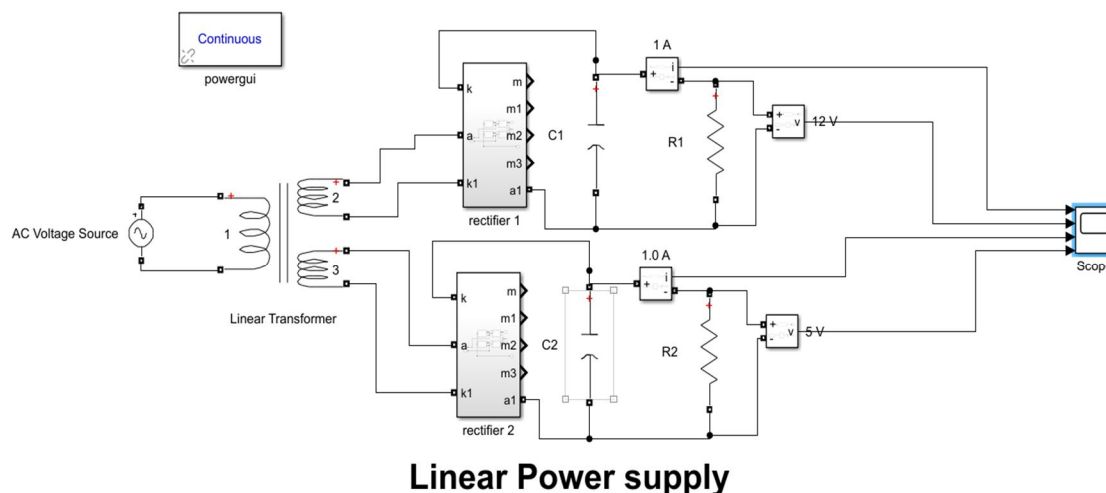 Continuous
powergui
1 A
k
m
m1
a
m2
m3
k1
a1
rectifier 1
C1
+
i
+
-
R1
+
-
v
12 V
AC Voltage Source
+
1
+
2
+
3
Linear Transformer
1.0 A
k
m
m1
a
m2
m3
k1
a1
rectifier 2
C2
+
i
+
-
R2
+
-
v
5 V
Scope
Linear Power supply